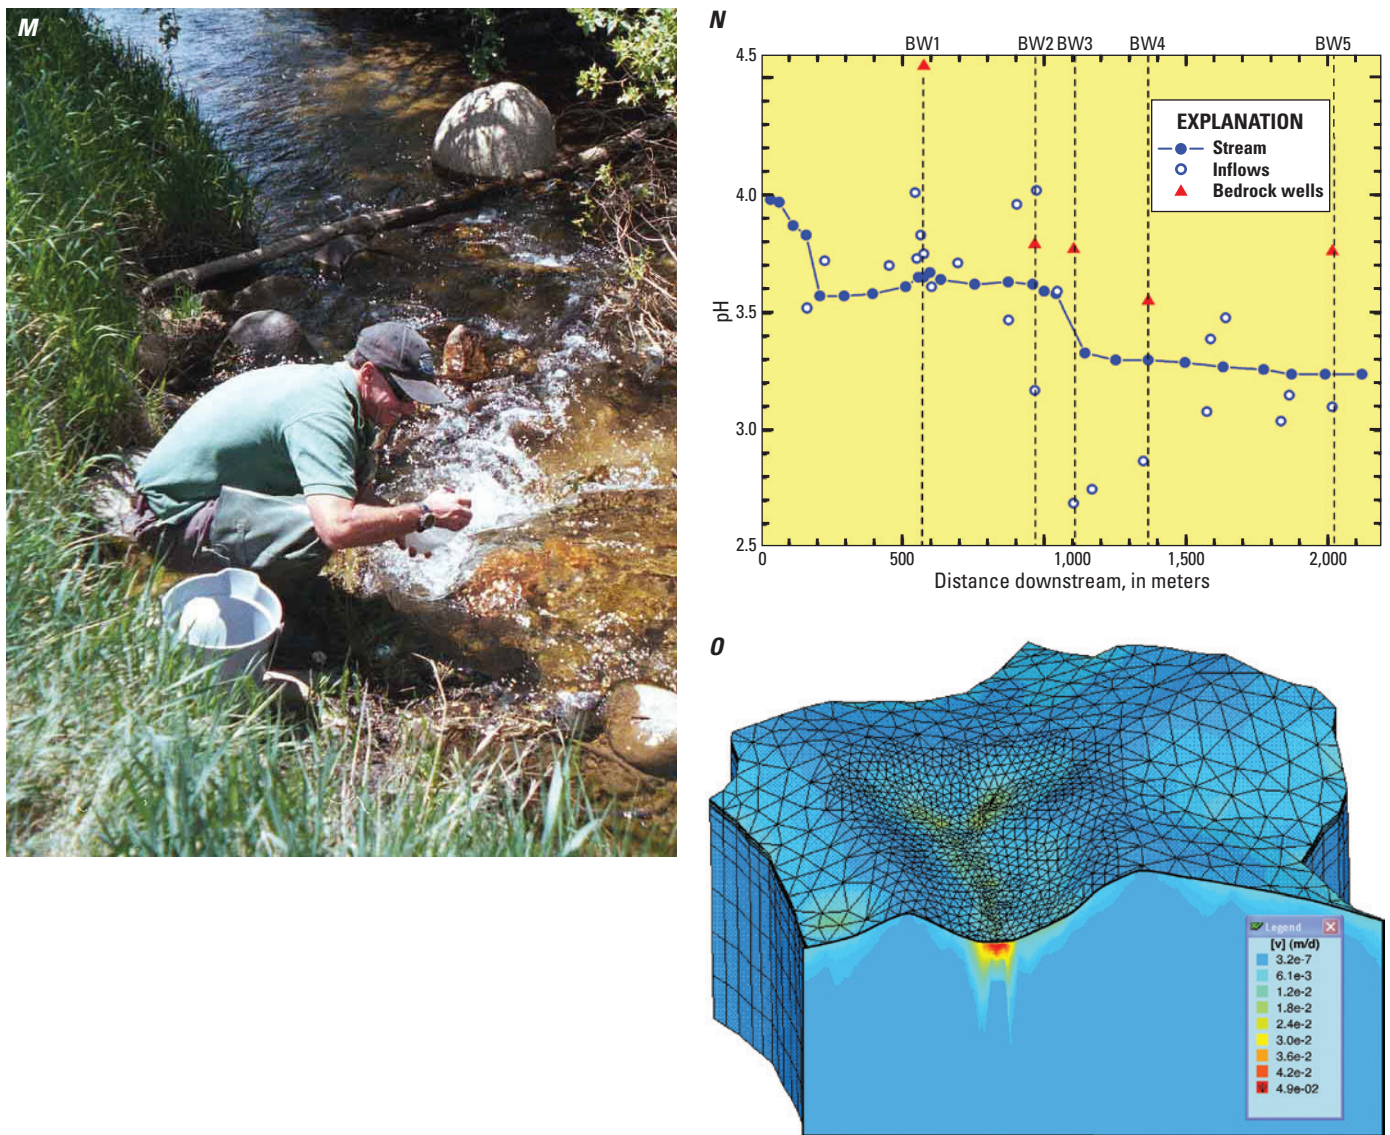 M
N
BW1 BW2 BW3 BW4 BW5
4.5
4.0
3.5
3.0
2.5
pH
EXPLANATION
Stream
Inflows
Bedrock wells
0 500 1,000 1,500 2,000
Distance downstream, in meters
O
Legend
[v] (m/d)
3.2e-7
6.1e-3
1.2e-2
1.8e-2
2.4e-2
3.0e-2
3.6e-2
4.2e-2
4.9e-02